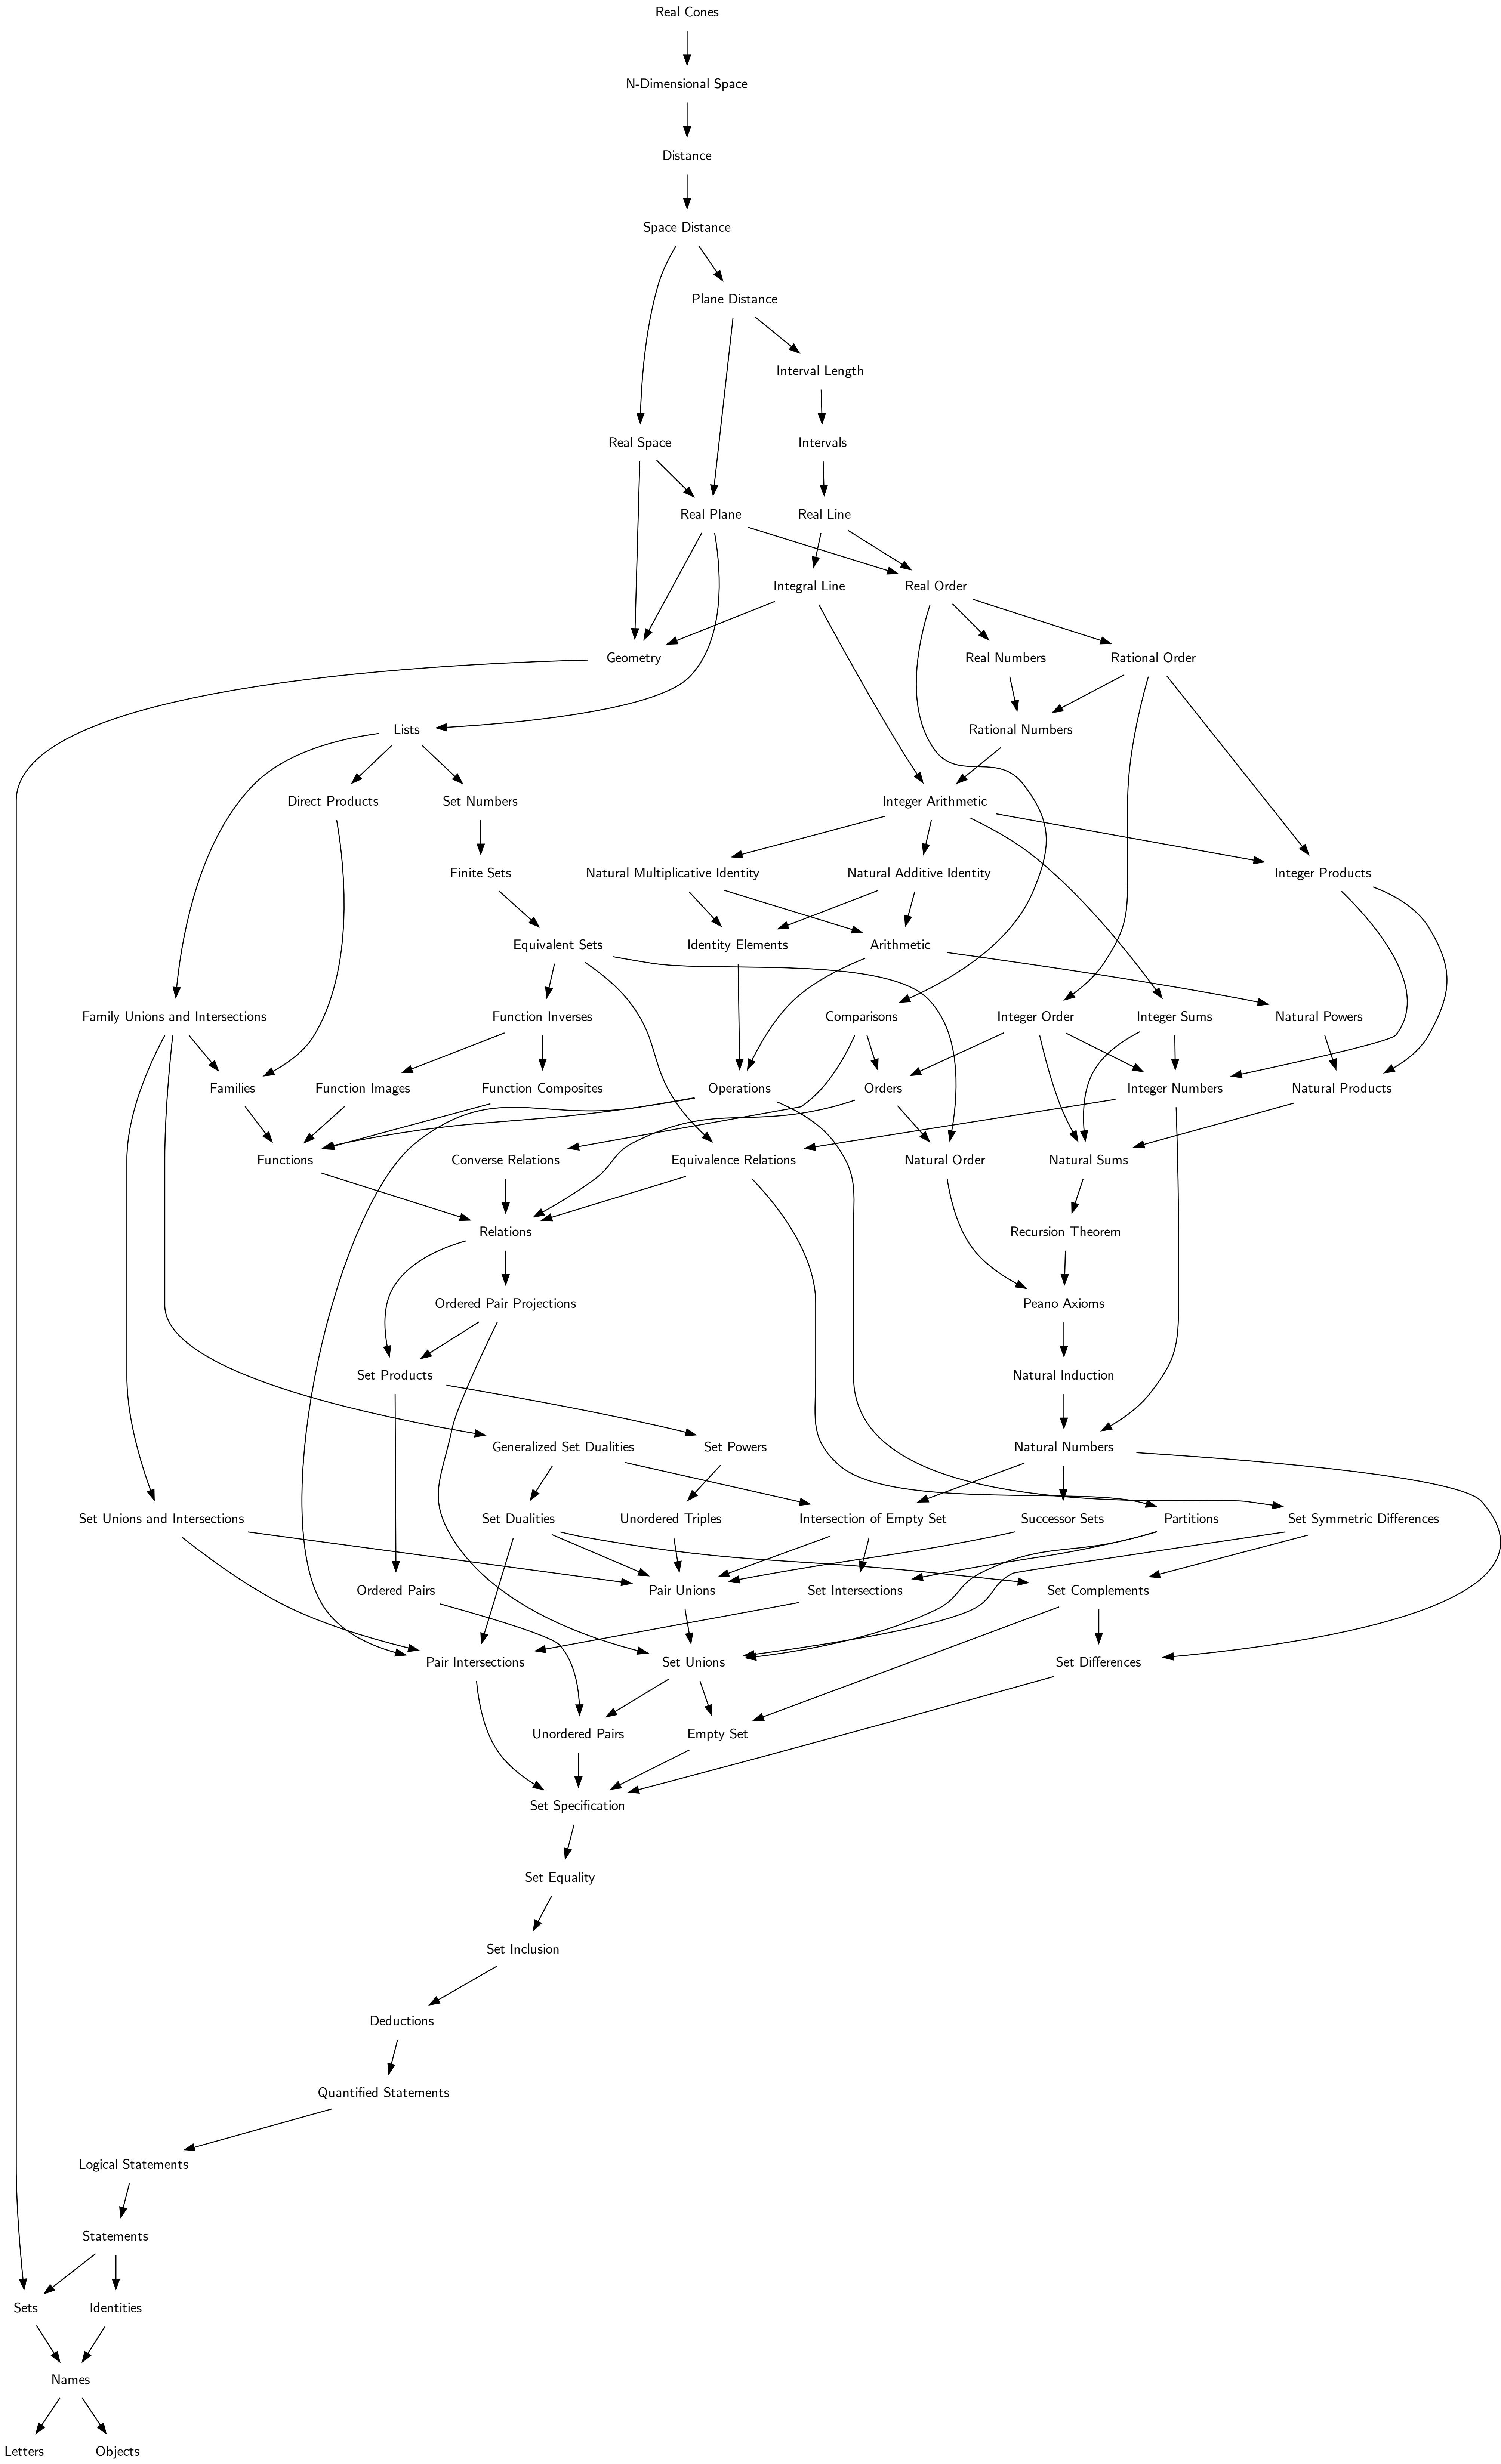 Real Cones
N-Dimensional Space
Distance
Space Distance
Plane Distance
Interval Length
Real Space
Intervals
Real Plane
Real Line
Integral Line
Real Order
Geometry
Real Numbers
Rational Order
Lists
Rational Numbers
Direct Products
Set Numbers
Integer Arithmetic
Finite Sets
Natural Multiplicative Identity
Natural Additive Identity
Integer Products
Equivalent Sets
Identity Elements
Arithmetic
Family Unions and Intersections
Function Inverses
Comparisons
Integer Order
Integer Sums
Natural Powers
Families
Function Images
Function Composites
Operations
Orders
Integer Numbers
Natural Products
Functions
Converse Relations
Equivalence Relations
Natural Order
Natural Sums
Relations
Recursion Theorem
Ordered Pair Projections
Peano Axioms
Set Products
Natural Induction
Generalized Set Dualities
Set Powers
Natural Numbers
Set Unions and Intersections
Set Dualities
Unordered Triples
Intersection of Empty Set
Successor Sets
Partitions
Set Symmetric Differences
Ordered Pairs
Pair Unions
Set Intersections
Set Complements
Pair Intersections
Set Unions
Set Differences
Unordered Pairs
Empty Set
Set Specification
Set Equality
Set Inclusion
Deductions
Quantified Statements
Logical Statements
Statements
Sets
Identities
Names
Letters
Objects